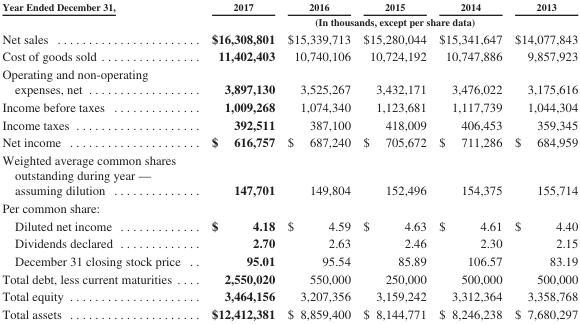 Year Ended December 31, 2017 2016 2015 2014 2013
(In thousands, except per share data)
Net sales ........................ $16,308,801 $15,339,713 $15,280,044 $15,341,647 $14,077,843
Cost of goods sold ............... 11,402,403 10,740,106 10,724,192 10,747,886 9,857,923
Operating and non-operating
expenses, net .................. 3,897,130 3,525,267 3,432,171 3,476,022 3,175,616
Income before taxes .............. 1,009,268 1,074,340 1,123,681 1,117,739 1,044,304
Income taxes ..................... 392,511 387,100 418,009 406,453 359,345
Net income ....................... $ 616,757 $ 687,240 $ 705,672 $ 711,286 $ 684,959
Weighted average common shares
outstanding during year —
assuming dilution .............. 147,701 149,804 152,496 154,375 155,714
Per common share:
Diluted net income ............. $ 4.18 $ 4.59 $ 4.63 $ 4.61 $ 4.40
Dividends declared ............. 2.70 2.63 2.46 2.30 2.15
December 31 closing stock price .. 95.01 95.54 85.89 106.57 83.19
Total debt, less current maturities .... 2,550,020 550,000 250,000 500,000 500,000
Total equity ..................... 3,464,156 3,207,356 3,159,242 3,312,364 3,358,768
Total assets ..................... $12,412,381 $ 8,859,400 $ 8,144,771 $ 8,246,238 $ 7,680,297